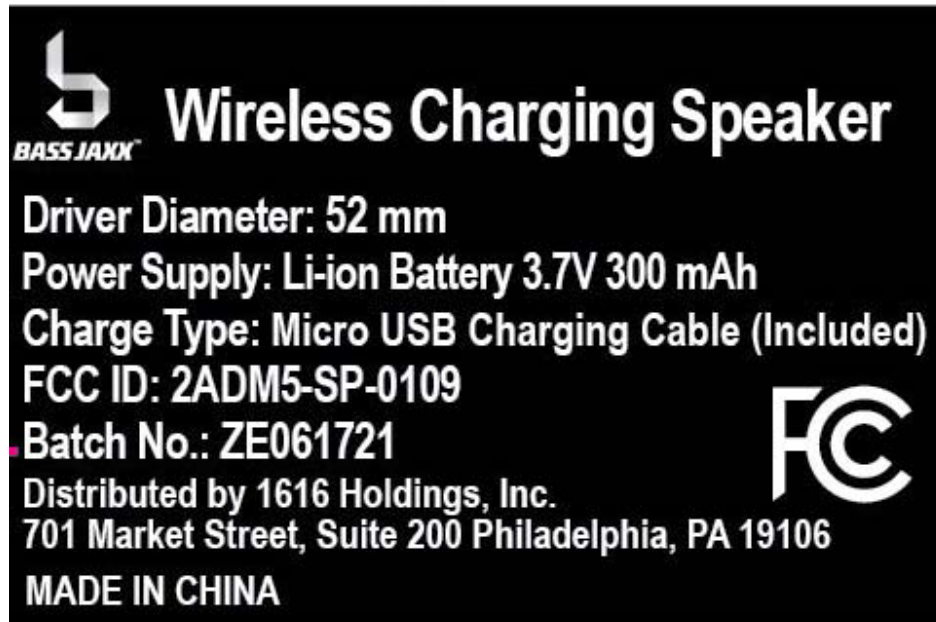 BASS JAXX™
Wireless Charging Speaker
Driver Diameter: 52 mm
Power Supply: Li-ion Battery 3.7V 300 mAh
Charge Type: Micro USB Charging Cable (Included)
FCC ID: 2ADM5-SP-0109
Batch No.: ZE061721
FC
Distributed by 1616 Holdings, Inc.
701 Market Street, Suite 200 Philadelphia, PA 19106
MADE IN CHINA